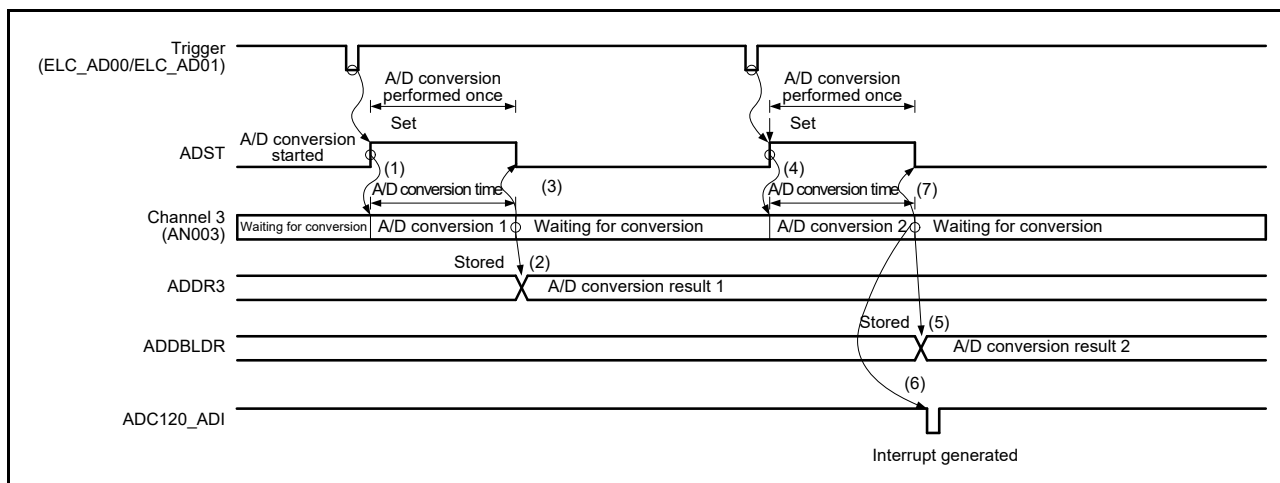 Trigger
(ELC_AD00/ELC_AD01)
A/D conversion
performed once
A/D conversion
performed once
Set
Set
ADST
A/D conversion
started
(1)
(3)
(4)
(7)
A/D conversion time
A/D conversion time
Channel 3
(AN003)
Waiting for conversion
A/D conversion 1
Waiting for conversion
A/D conversion 2
Waiting for conversion
Stored
(2)
ADDR3
A/D conversion result 1
Stored
(5)
ADDBLDR
A/D conversion result 2
(6)
ADC120_ADI
Interrupt generated